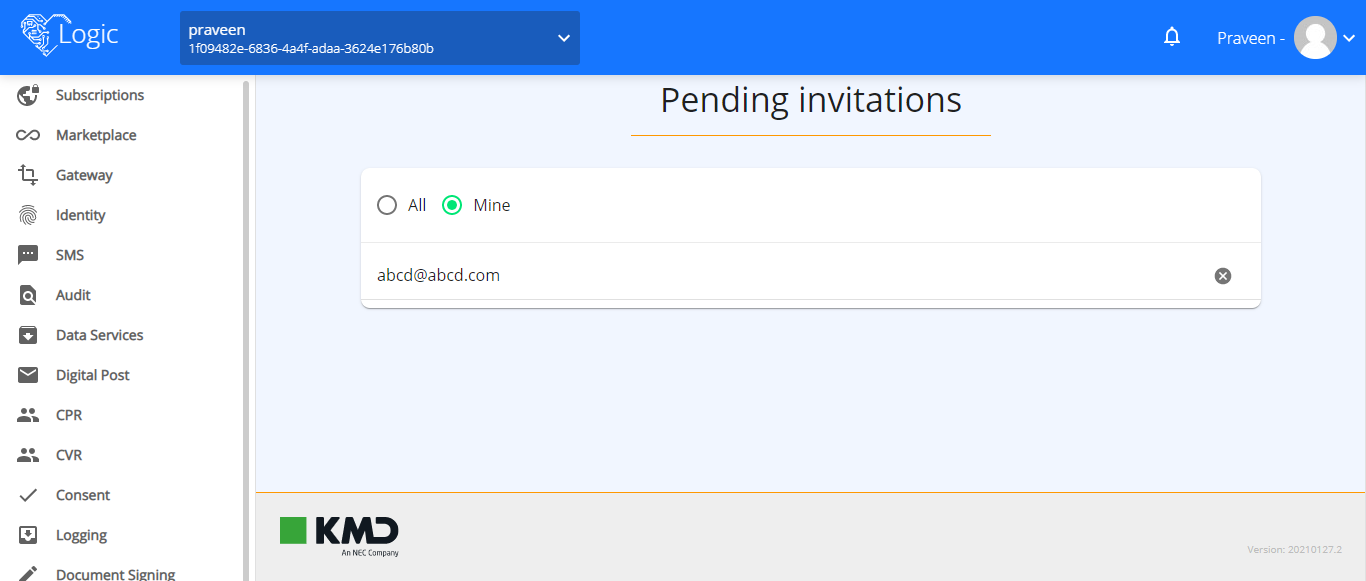 Logic
praveen
1f09482e-6836-4a4f-adaa-3624e176b80b
Praveen -
Subscriptions
Marketplace
Gateway
Identity
SMS
Audit
Data Services
Digital Post
CPR
CVR
Consent
Logging
Document Signing
Pending invitations
All Mine
abcd@abcd.com
KMD
An NEC Company
Version: 20210127.2